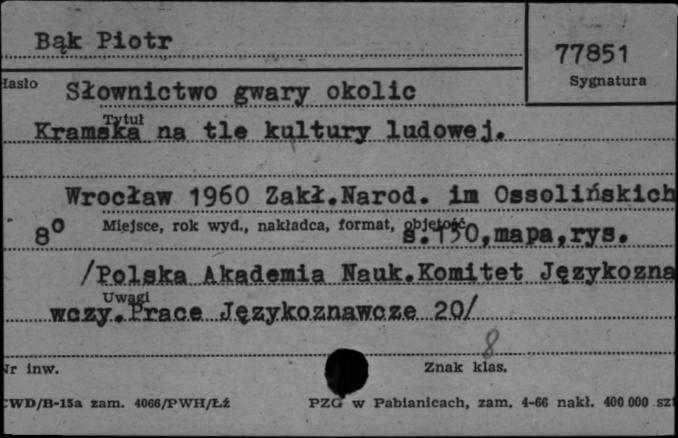 Bąk Piotr
77851
Hasło
Sygnatura
Słownictwo gwary okolic
Tytuł
Kramska na tle kultury ludowej.
Wrocław 1960 Zakł.Narod. im Ossolińskich
Miejsce, rok wyd., nakładca, format, objętość
8° s.150,mapa,rys.
/Polska Akademia Nauk.Komitet Językozna
Uwagi
wczy.Prace Językoznawcze 20/
8
Nr inw. Znak klas.
CWD/B-15a zam. 4066/PWH/Łź PZG w Pabianicach, zam. 4-66 nakł. 400 000 szt